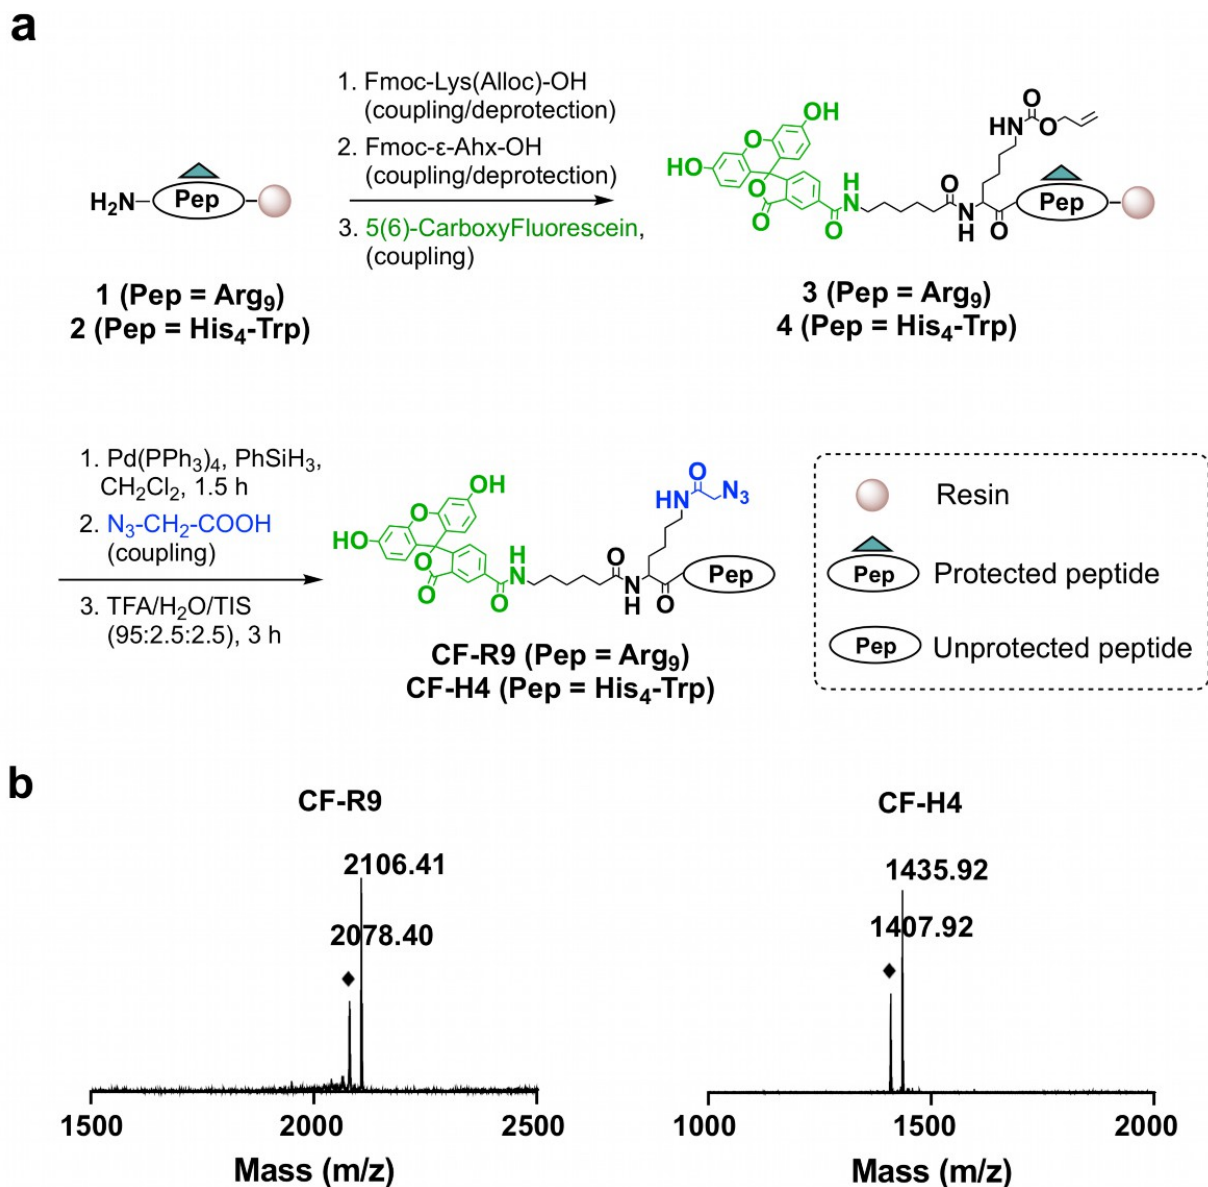 a
1. Fmoc-Lys(Alloc)-OH
(coupling/deprotection)
2. Fmoc-ε-Ahx-OH
(coupling/deprotection)
3. 5(6)-CarboxyFluorescein,
(coupling)
H₂N
Pep
1 (Pep = Arg₉)
2 (Pep = His₄-Trp)
OH
O
HO
O
O
O
H
N
O
N
H
O
HN
O
O
Pep
3 (Pep = Arg₉)
4 (Pep = His₄-Trp)
1. Pd(PPh₃)₄, PhSiH₃,
CH₂Cl₂, 1.5 h
2. N₃-CH₂-COOH
(coupling)
3. TFA/H₂O/TIS
(95:2.5:2.5), 3 h
OH
O
HO
O
O
O
H
N
O
N
H
O
HN
O
N₃
Pep
CF-R9 (Pep = Arg₉)
CF-H4 (Pep = His₄-Trp)
Resin
Pep
Protected peptide
Pep
Unprotected peptide
b
CF-R9
2106.41
2078.40
1500
2000
2500
Mass (m/z)
CF-H4
1435.92
1407.92
1000
1500
2000
Mass (m/z)